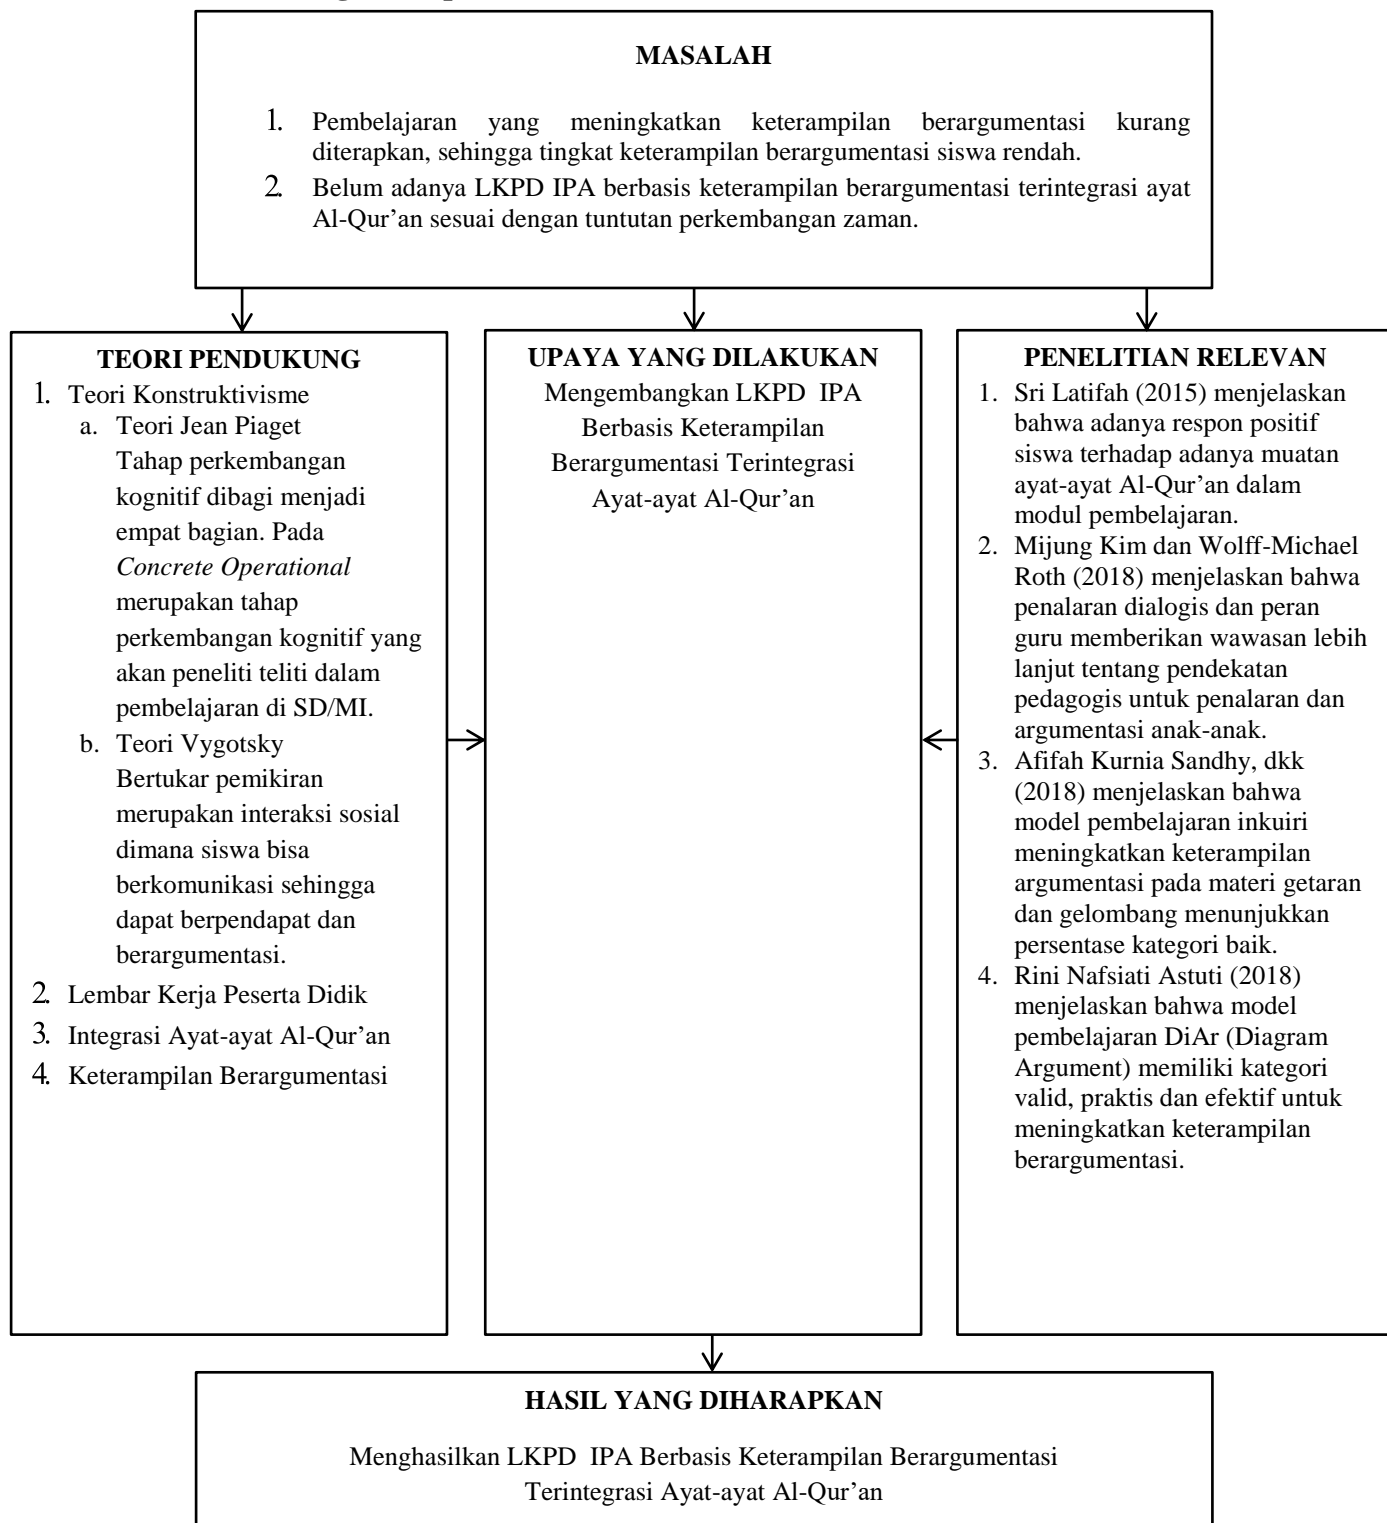 MASALAH
1. Pembelajaran yang meningkatkan keterampilan berargumentasi kurang
diterapkan, sehingga tingkat keterampilan berargumentasi siswa rendah.
2. Belum adanya LKPD IPA berbasis keterampilan berargumentasi terintegrasi ayat
Al-Qur’an sesuai dengan tuntutan perkembangan zaman.
TEORI PENDUKUNG
1. Teori Konstruktivisme
a. Teori Jean Piaget
Tahap perkembangan
kognitif dibagi menjadi
empat bagian. Pada
Concrete Operational
merupakan tahap
perkembangan kognitif yang
akan peneliti teliti dalam
pembelajaran di SD/MI.
b. Teori Vygotsky
Bertukar pemikiran
merupakan interaksi sosial
dimana siswa bisa
berkomunikasi sehingga
dapat berpendapat dan
berargumentasi.
2. Lembar Kerja Peserta Didik
3. Integrasi Ayat-ayat Al-Qur’an
4. Keterampilan Berargumentasi
UPAYA YANG DILAKUKAN
Mengembangkan LKPD IPA
Berbasis Keterampilan
Berargumentasi Terintegrasi
Ayat-ayat Al-Qur’an
PENELITIAN RELEVAN
1. Sri Latifah (2015) menjelaskan
bahwa adanya respon positif
siswa terhadap adanya muatan
ayat-ayat Al-Qur’an dalam
modul pembelajaran.
2. Mijung Kim dan Wolff-Michael
Roth (2018) menjelaskan bahwa
penalaran dialogis dan peran
guru memberikan wawasan lebih
lanjut tentang pendekatan
pedagogis untuk penalaran dan
argumentasi anak-anak.
3. Afifah Kurnia Sandhy, dkk
(2018) menjelaskan bahwa
model pembelajaran inkuiri
meningkatkan keterampilan
argumentasi pada materi getaran
dan gelombang menunjukkan
persentase kategori baik.
4. Rini Nafsiati Astuti (2018)
menjelaskan bahwa model
pembelajaran DiAr (Diagram
Argument) memiliki kategori
valid, praktis dan efektif untuk
meningkatkan keterampilan
berargumentasi.
HASIL YANG DIHARAPKAN
Menghasilkan LKPD IPA Berbasis Keterampilan Berargumentasi
Terintegrasi Ayat-ayat Al-Qur’an